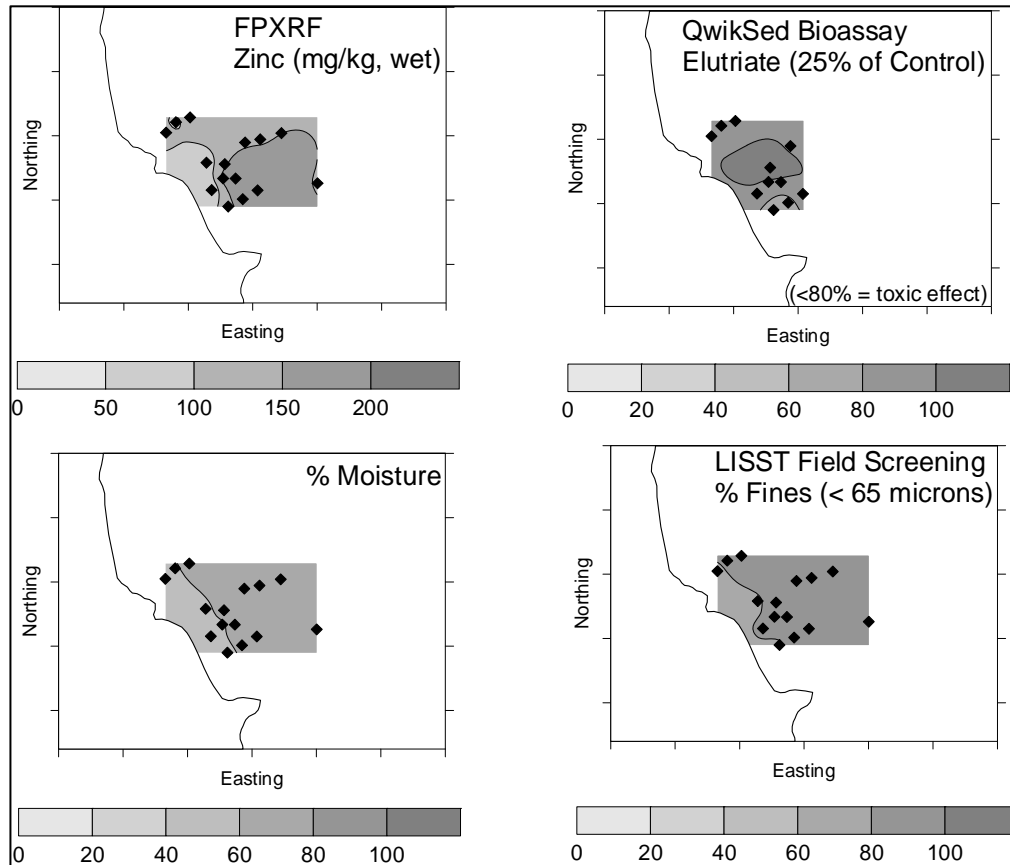 FPXRF
Zinc (mg/kg, wet)
Northing
Easting
0 50 100 150 200
QwikSed Bioassay
Elutriate (25% of Control)
Northing
(<80% = toxic effect)
Easting
0 20 40 60 80 100
% Moisture
Northing
Easting
0 20 40 60 80 100
LISST Field Screening
% Fines (< 65 microns)
Northing
Easting
0 20 40 60 80 100